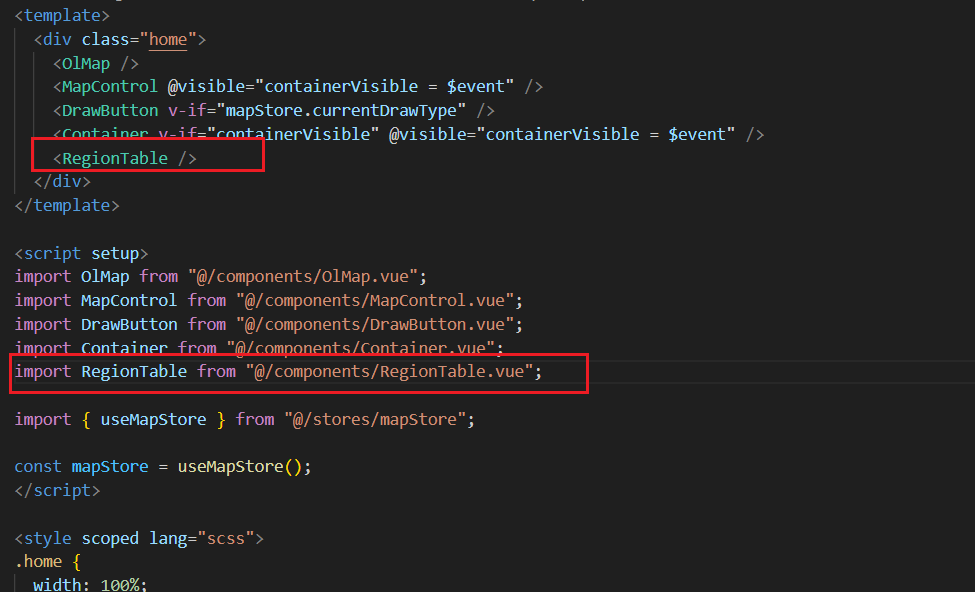 <template>
<div class="home">
<OlMap />
<MapControl @visible="containerVisible = $event" />
<DrawButton v-if="mapStore.currentDrawType" />
<Container v-if="containerVisible" @visible="containerVisible = $event" />
<RegionTable />
</div>
</template>
<script setup>
import OlMap from "@/components/OlMap.vue";
import MapControl from "@/components/MapControl.vue";
import DrawButton from "@/components/DrawButton.vue";
import Container from "@/components/Container.vue";
import RegionTable from "@/components/RegionTable.vue";
import { useMapStore } from "@/stores/mapStore";
const mapStore = useMapStore();
</script>
<style scoped lang="scss">
.home {
width: 100%;